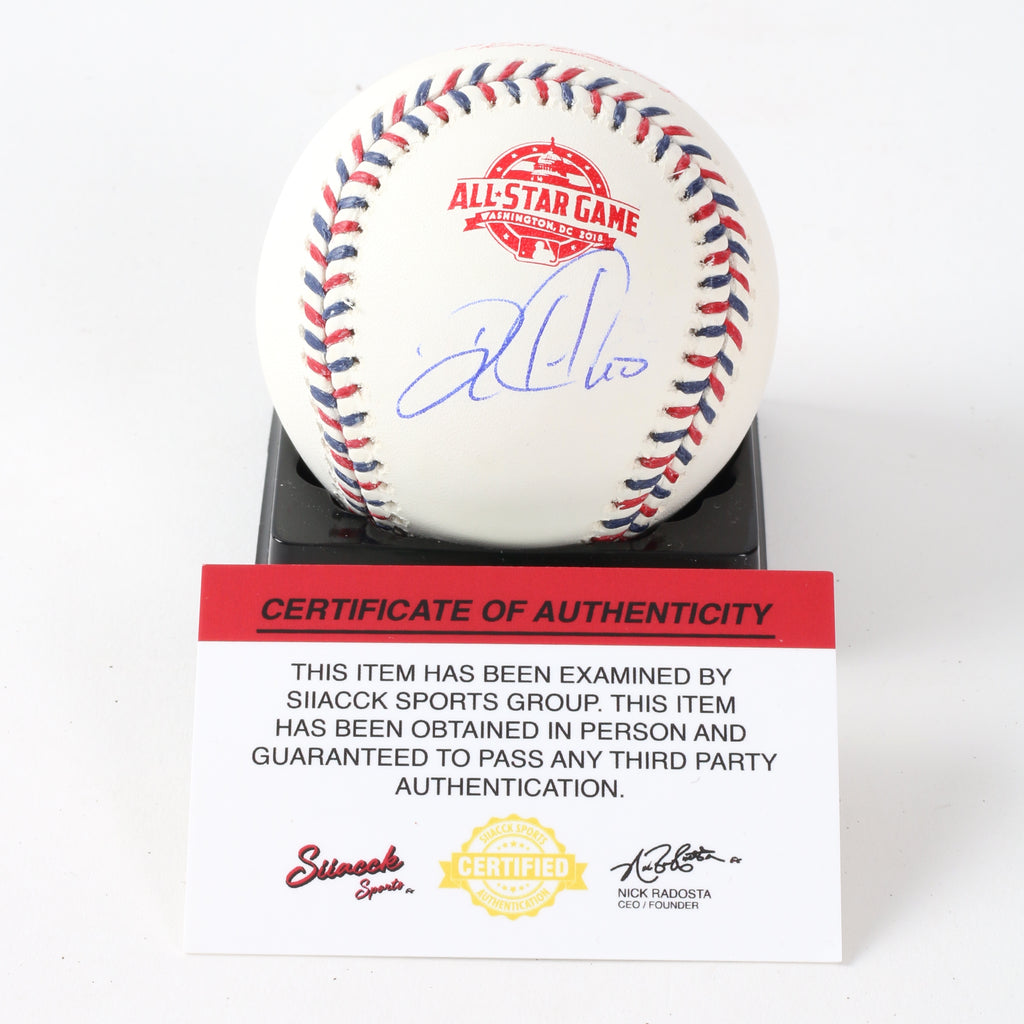 ALL★STAR GAME
WASHINGTON, DC 2018
CERTIFICATE OF AUTHENTICITY
THIS ITEM HAS BEEN EXAMINED BY
SIIACCK SPORTS GROUP. THIS ITEM
HAS BEEN OBTAINED IN PERSON AND
GUARANTEED TO PASS ANY THIRD PARTY
AUTHENTICATION.
Siiacck
Sports
SIIACCK SPORTS
CERTIFIED
AUTHENTICATION
NICK RADOSTA
CEO / FOUNDER